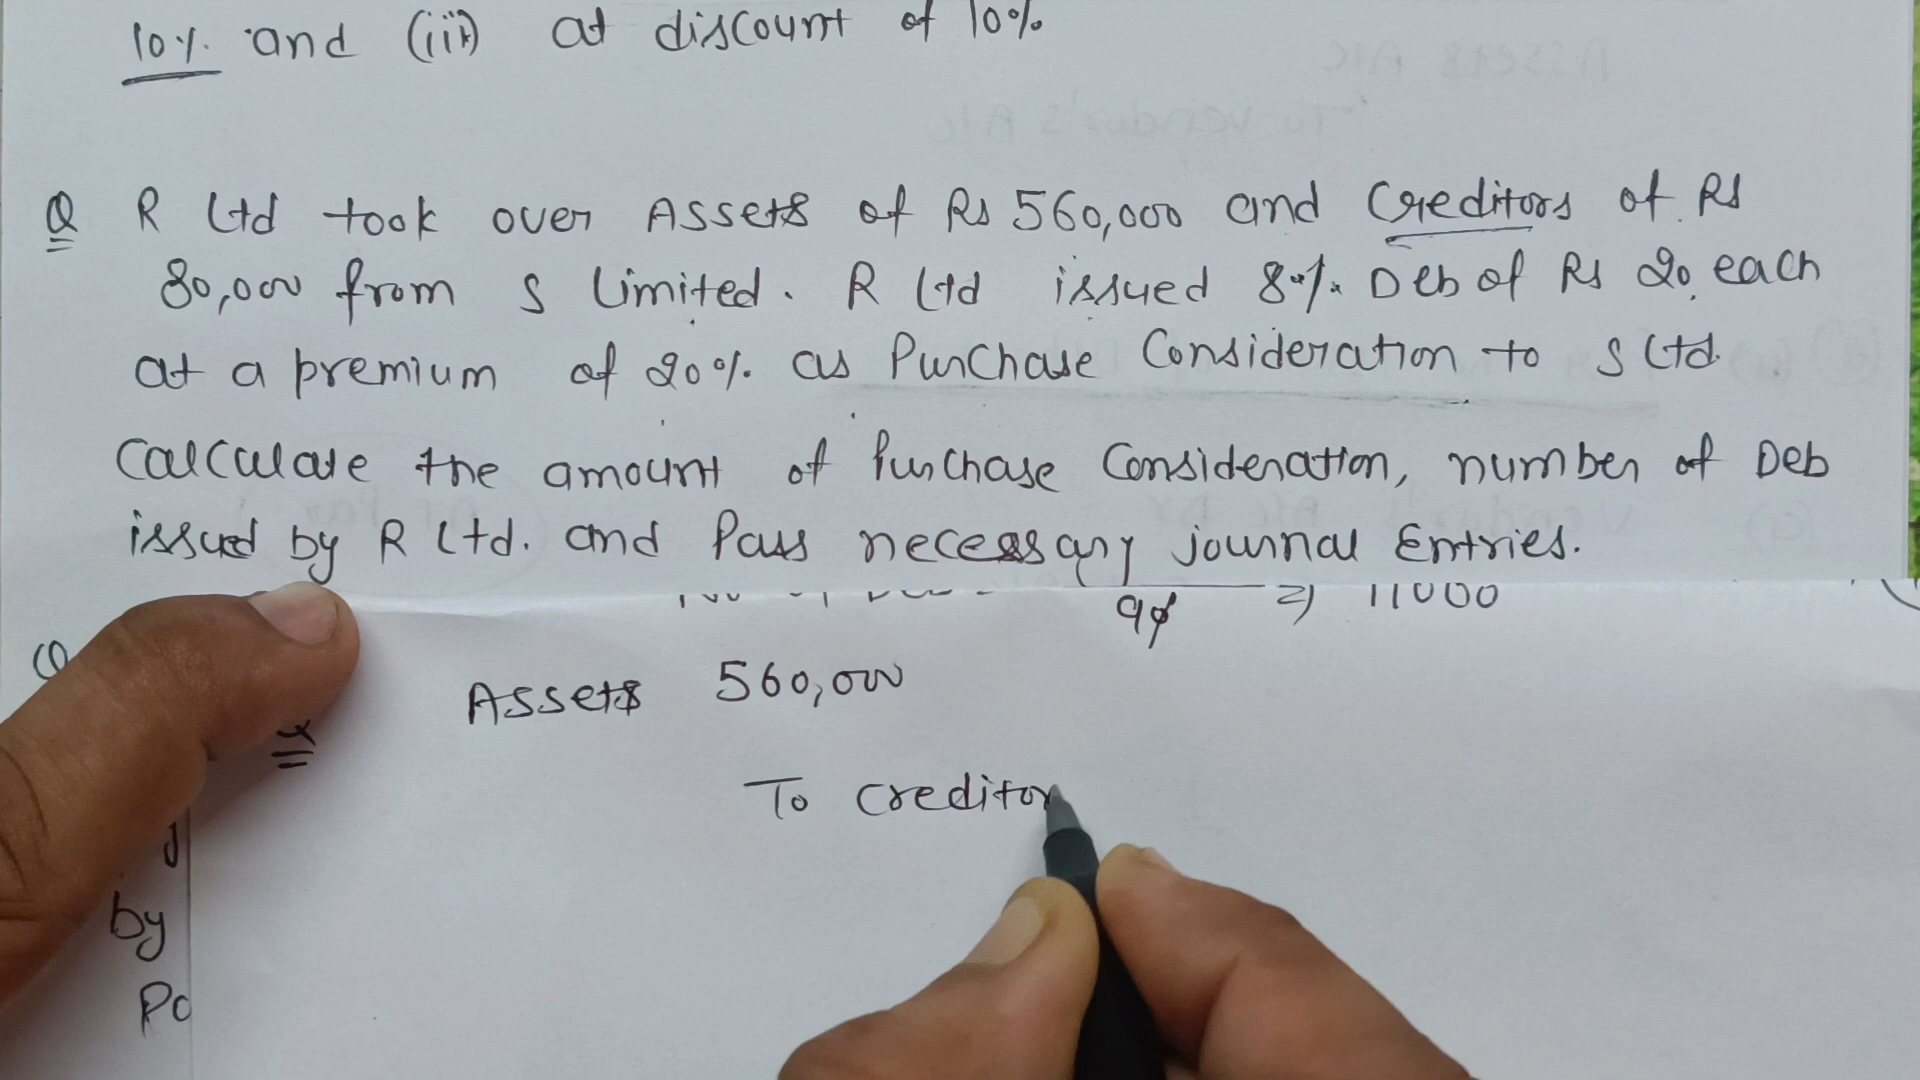 10%. and (iii) at discount of 10%
Q R Ltd took over Assets of Rs 560,000 and Creditors of Rs
80,000 from S Limited. R Ltd issued 8% Deb of Rs 20 each
at a premium of 20% as Purchase Consideration to S Ltd.
Calculate the amount of Purchase Consideration, number of Deb
issued by R Ltd. and Pass necessary journal Entries.
90 => 11000
Assets 560,000
To creditor
by